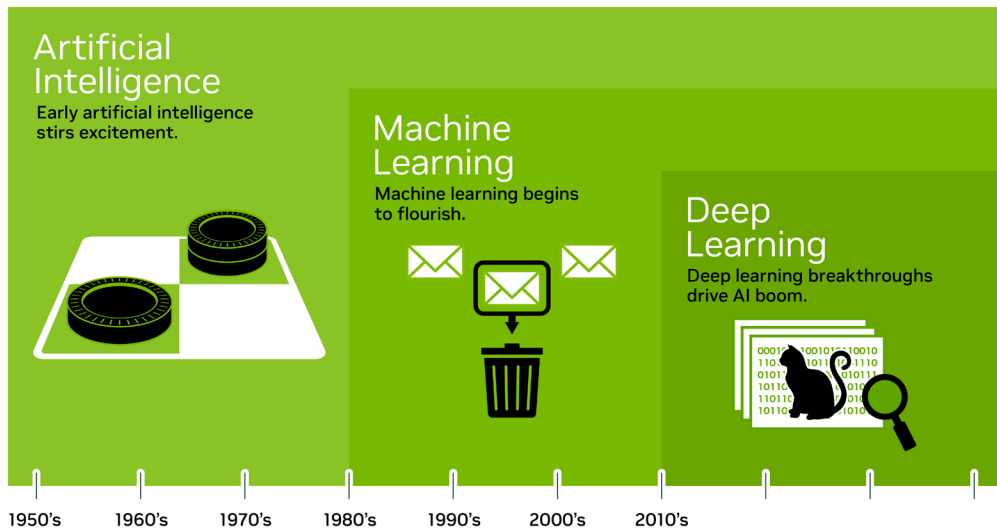 Artificial
Intelligence
Early artificial intelligence
stirs excitement.
Machine
Learning
Machine learning begins
to flourish.
Deep
Learning
Deep learning breakthroughs
drive AI boom.
1950’s 1960’s 1970’s 1980’s 1990’s 2000’s 2010’s